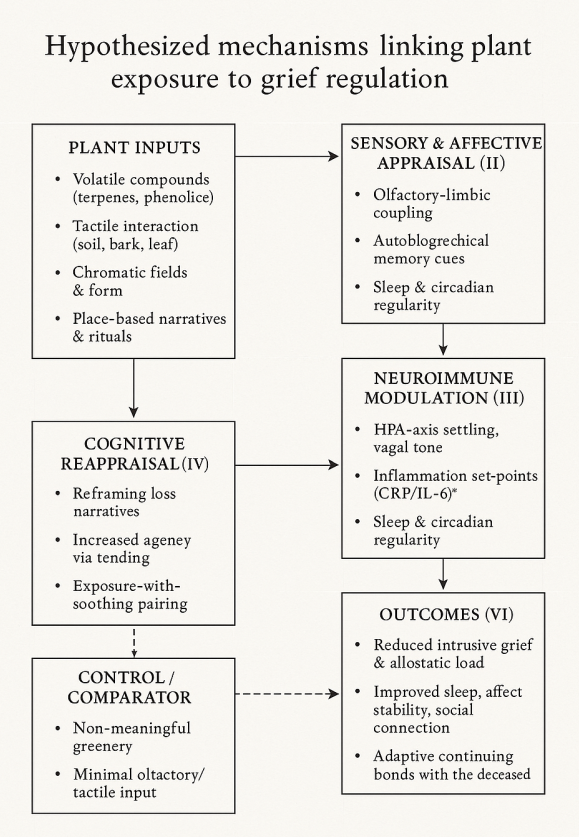 Hypothesized mechanisms linking plant
exposure to grief regulation
PLANT INPUTS
• Volatile compounds
(terpenes, phenolice)
• Tactile interaction
(soil, bark, leaf)
• Chromatic fields
& form
• Place-based narratives
& rituals
SENSORY & AFFECTIVE
APPRAISAL (II)
• Olfactory-limbic
coupling
• Autoblogrechical
memory cues
• Sleep & circadian
regularity
COGNITIVE
REAPPRAISAL (IV)
• Reframing loss
narratives
• Increased ageney
via tending
• Exposure-with-
soothing pairing
NEUROIMMUNE
MODULATION (III)
• HPA-axis settling,
vagal tone
• Inflammation set-points
(CRP/IL-6)*
• Sleep & circadian
regularity
CONTROL /
COMPARATOR
• Non-meaningful
greenery
• Minimal oltactory/
tactile input
OUTCOMES (VI)
• Reduced intrusive grief
& allostatic load
• Improved sleep, affect
stability, social
connection
• Adaptive continuing
bonds with the deceased